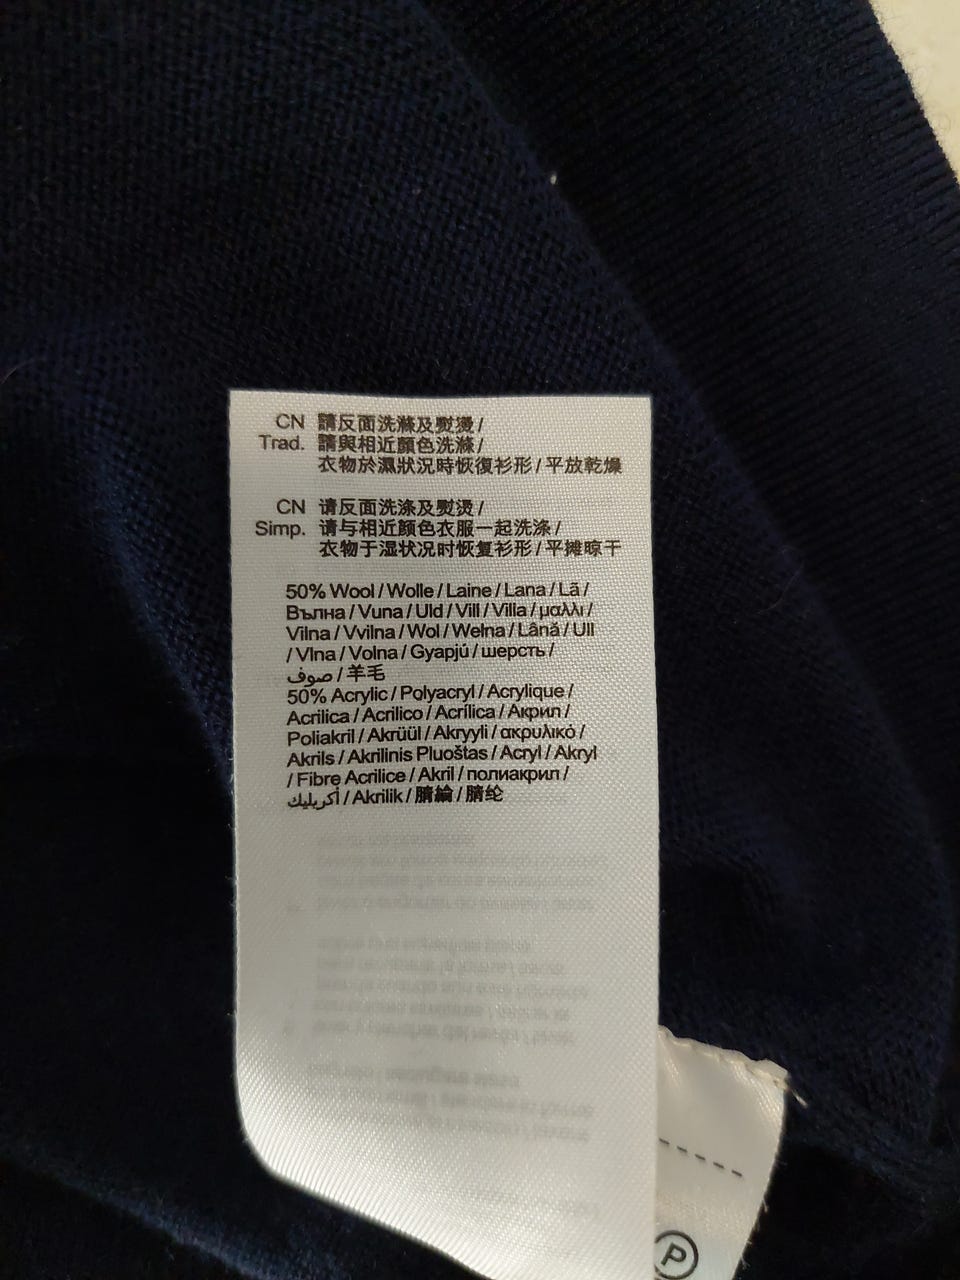 CN 請反面洗滌及熨燙 /
Trad. 請與相近顏色洗滌 /
衣物於濕狀況時恢復衫形 / 平放乾燥
CN 请反面洗涤及熨烫 /
Simp. 请与相近颜色衣服一起洗涤 /
衣物于湿状况时恢复衫形 / 平摊晾干
50% Wool / Wolle / Laine / Lana / Lã /
Вълна / Vuna / Uld / Vill / Villa / μαλλι /
Vilna / Vvilna / Wol / Wełna / Lână / Ull
/ Vlna / Volna / Gyapjú / шерсть /
صوف / 羊毛
50% Acrylic / Polyacryl / Acrylique /
Acrilica / Acrilico / Acrílica / Акрил /
Poliakril / Akrüül / Akryyli / ακρυλικό /
Akrils / Akrilinis Pluoštas / Acryl / Akryl
/ Fibre Acrilice / Akril / полиакрил /
أكريليك / Akrilik / 腈綸 / 腈纶
P